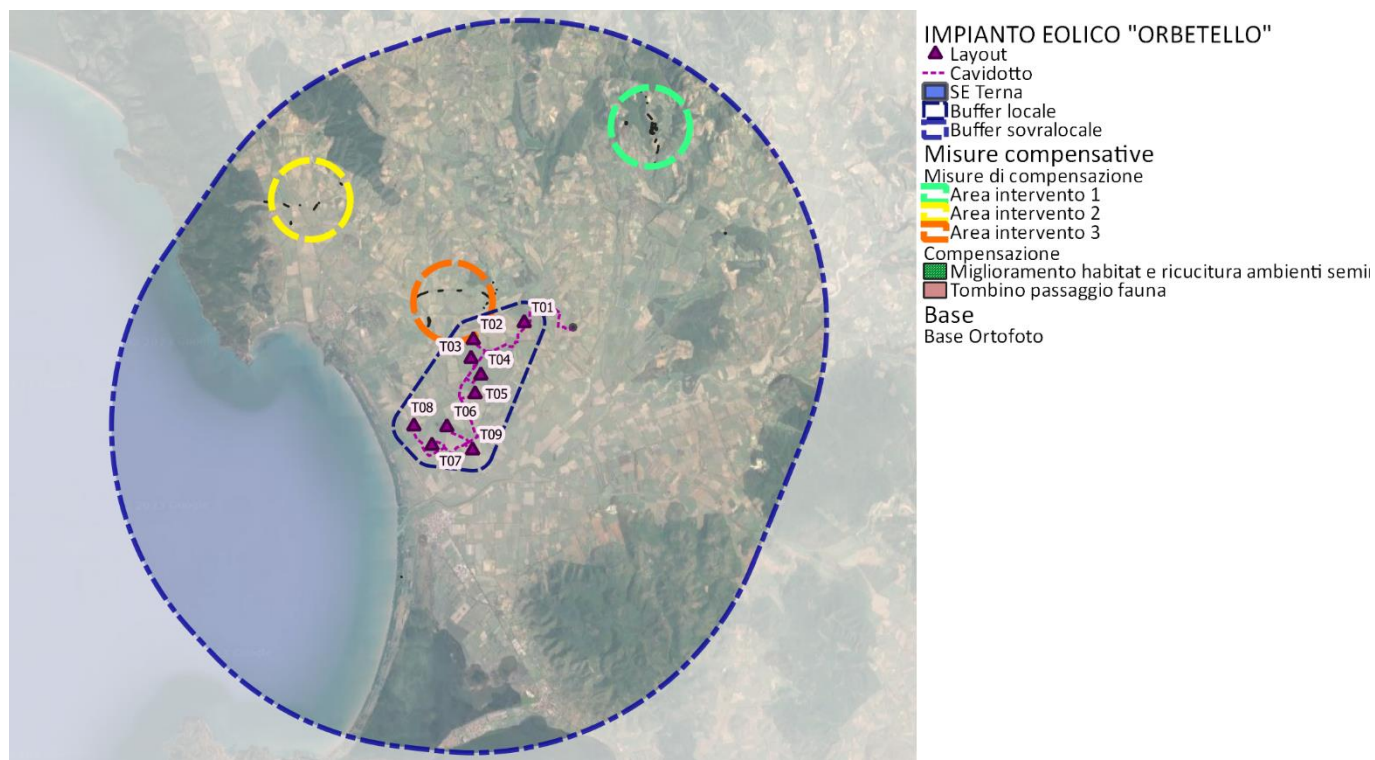 IMPIANTO EOLICO "ORBETELLO"
Layout
Cavidotto
SE Terna
Buffer locale
Buffer sovralocale
Misure compensative
Misure di compensazione
Area intervento 1
Area intervento 2
Area intervento 3
Compensazione
Miglioramento habitat e ricucitura ambienti semi
Tombino passaggio fauna
Base
Base Ortofoto
T01
T02
T03
T04
T05
T08
T06
T09
T07